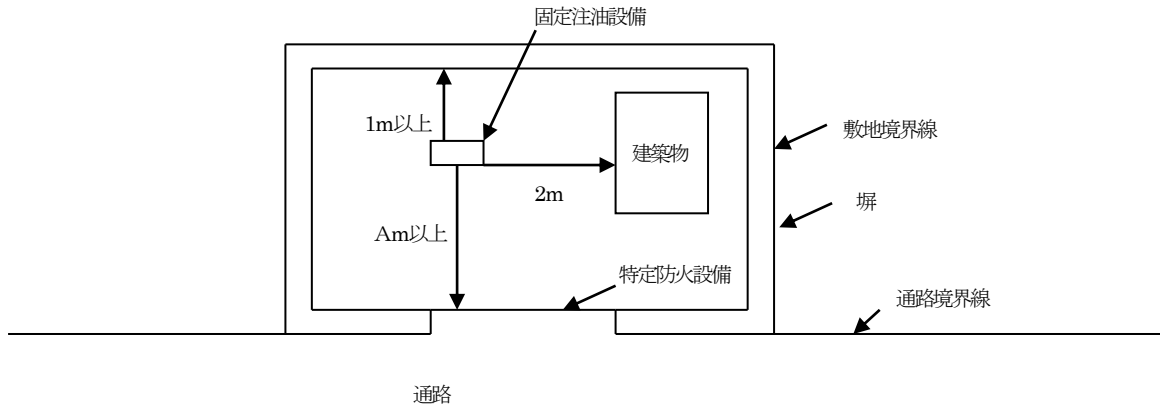 固定注油設備
1m以上
建築物
敷地境界線
2m
塀
Am以上
特定防火設備
通路境界線
通路